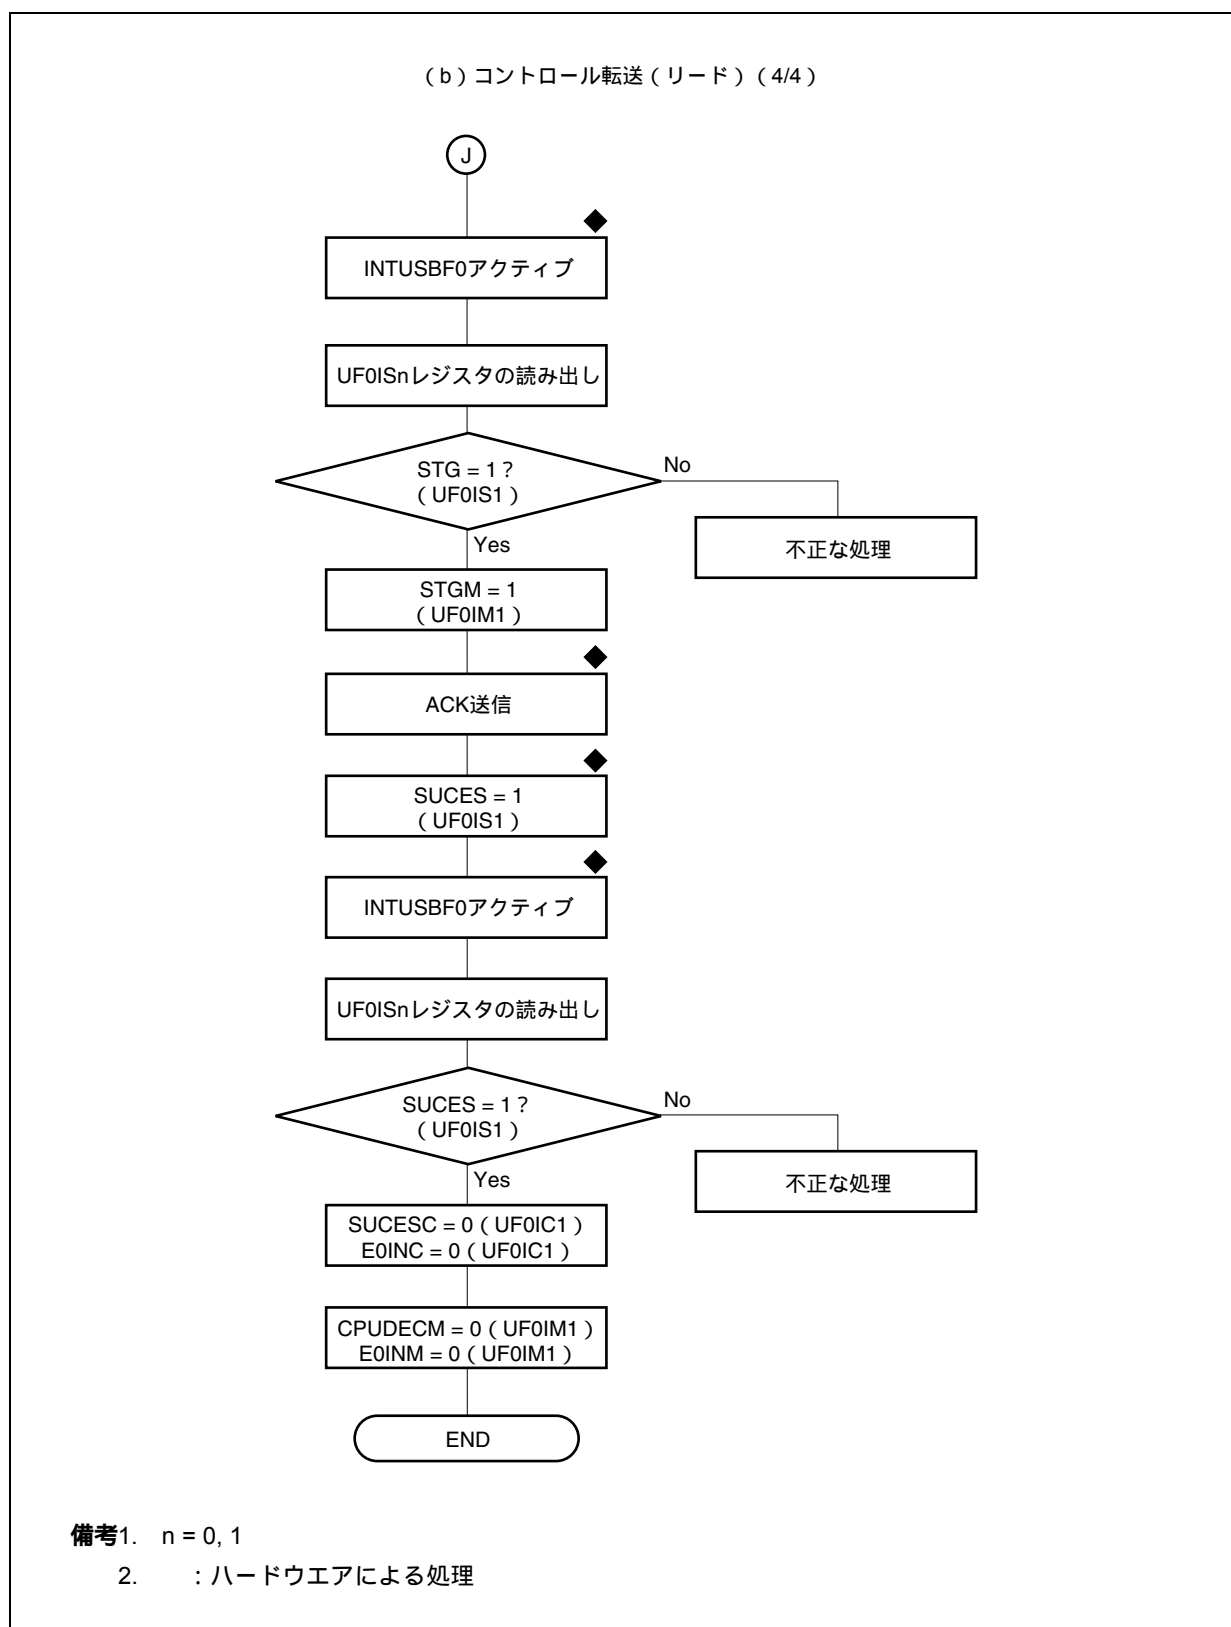 (b)コントロール転送(リード)(4/4)
J
INTUSBF0アクティブ
UF0ISnレジスタの読み出し
STG = 1?
(UF0IS1)
No
不正な処理
Yes
STGM = 1
(UF0IM1)
ACK送信
SUCES = 1
(UF0IS1)
INTUSBF0アクティブ
UF0ISnレジスタの読み出し
SUCES = 1?
(UF0IS1)
No
不正な処理
Yes
SUCESC = 0(UF0IC1)
E0INC = 0(UF0IC1)
CPUDECM = 0(UF0IM1)
E0INM = 0(UF0IM1)
END
備考1. n = 0, 1
2. :ハードウエアによる処理